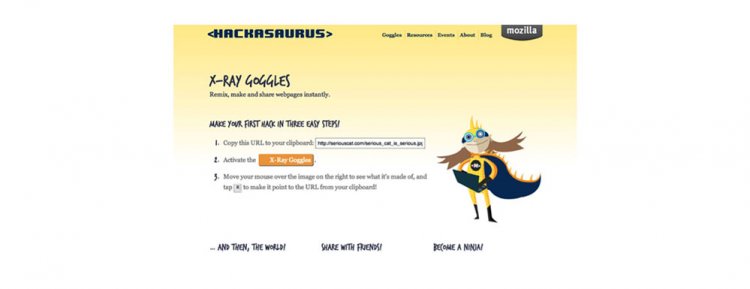 <HACKASAURUS>
Goggles Resources Events About Blog
mozilla
X-RAY GOGGLES
Remix, make and share webpages instantly.
MAKE YOUR FIRST HACK IN THREE EASY STEPS!
1. Copy this URL to your clipboard: http://seriouscat.com/serious_cat_is_serious.jpg
2. Activate the X-Ray Goggles.
3. Move your mouse over the image on the right to see what it's made of, and
tap R to make it point to the URL from your clipboard!
... AND THEN, THE WORLD! SHARE WITH FRIENDS! BECOME A NINJA!